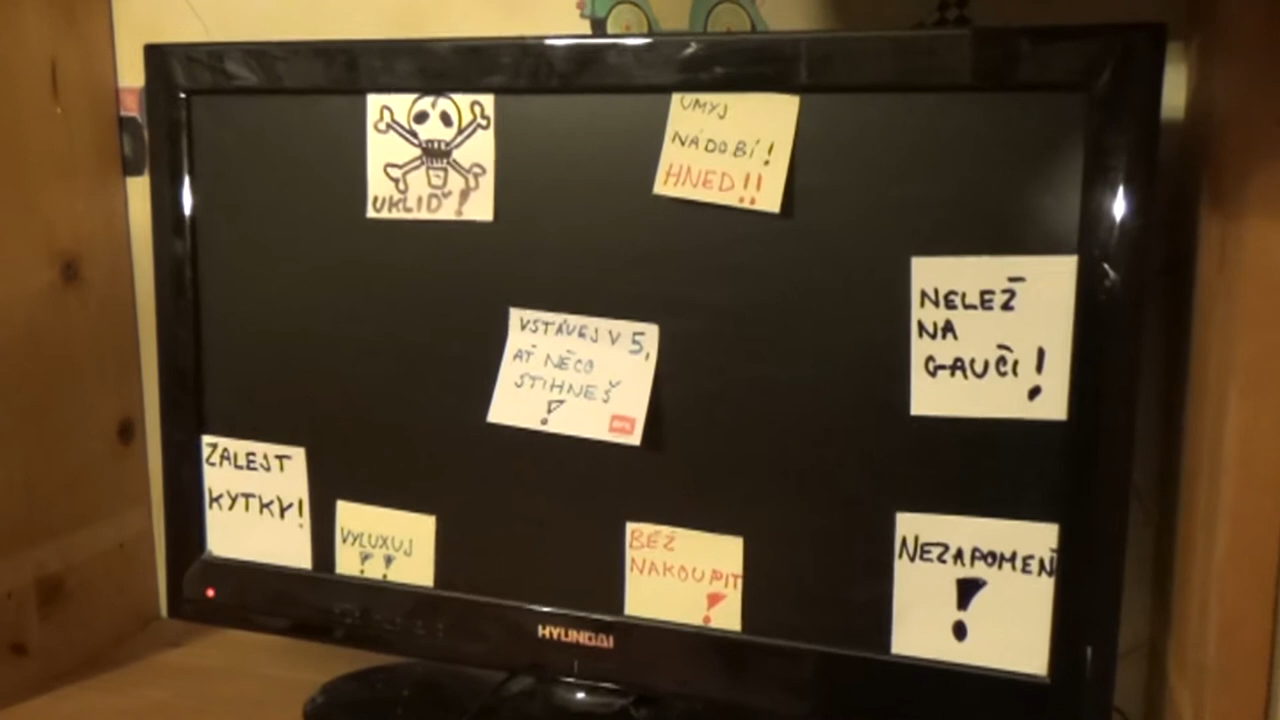 UKLIĎ!
UMYJ
NÁDOBÍ!
HNED!!
NELEŽ
NA
GAUČI!
VSTÁVEJ V 5,
AŤ NĚCO
STIHNEŠ
!
ZALEJT
KYTKY!
VYLUXUJ
!!
BĚŽ
NAKOUPIT
!
NEZAPOMEŇ
!
HYUNDAI